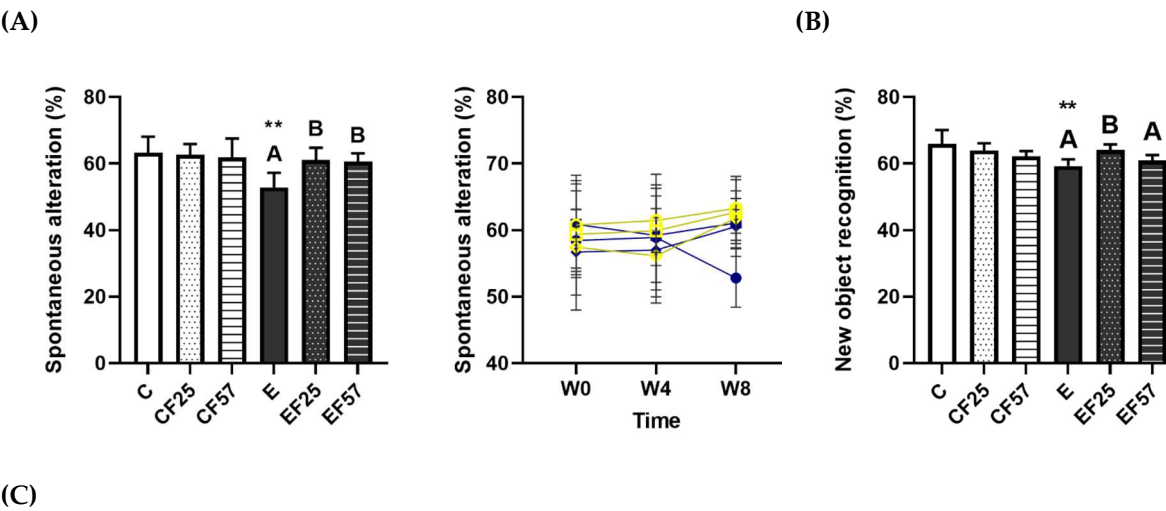 (A)
(B)
Spontaneous alteration (%)
80
60
40
20
0
**
A
B
B
C
CF25
CF57
E
EF25
EF57
Spontaneous alteration (%)
80
70
60
50
40
W0
W4
W8
Time
New object recognition (%)
80
60
40
20
0
**
A
B
A
C
CF25
CF57
E
EF25
EF57
(C)